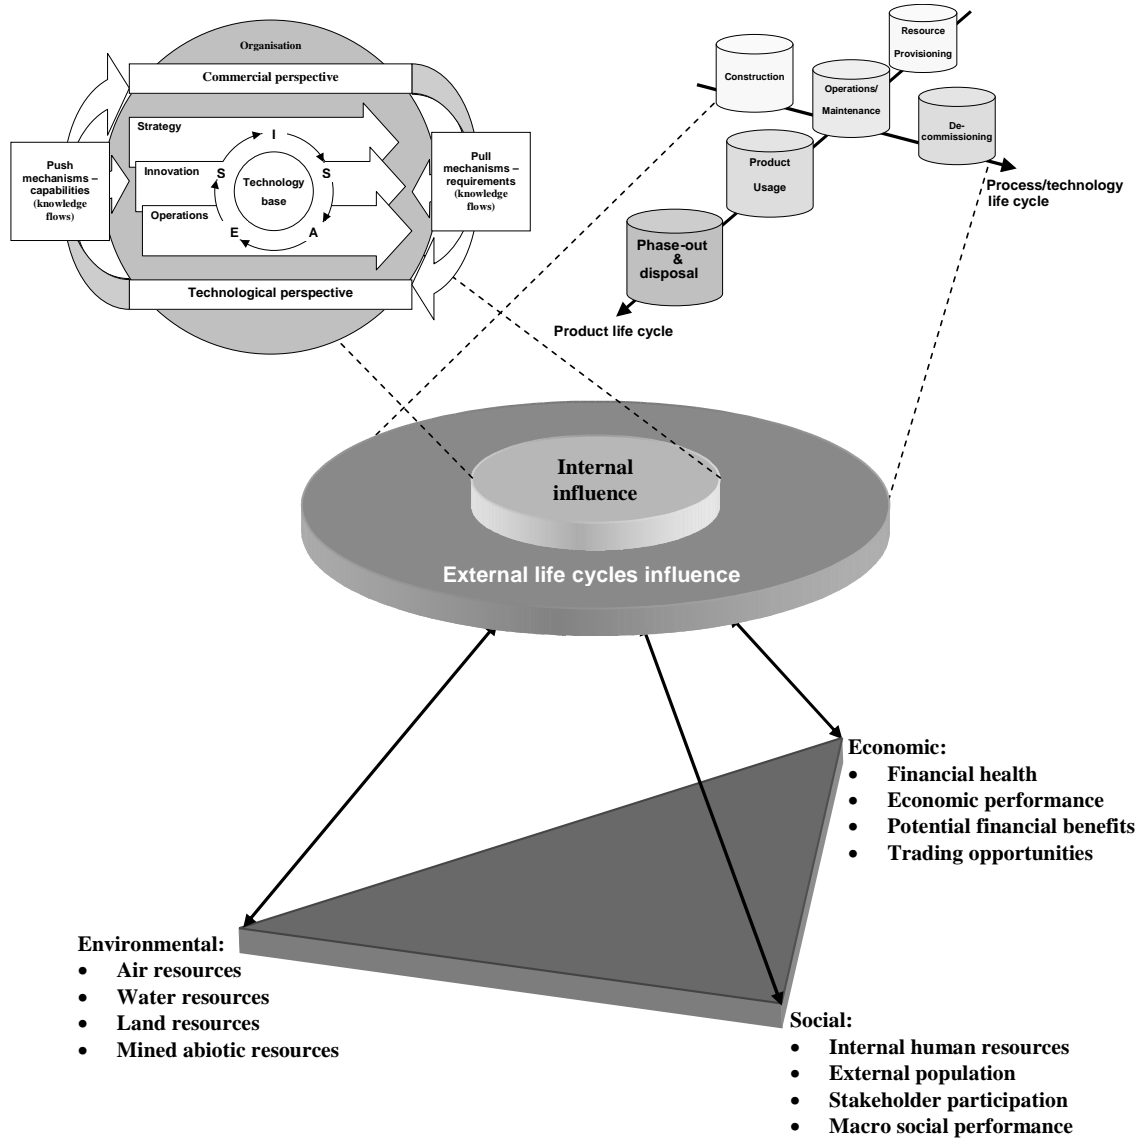 Organisation
Commercial perspective
Strategy
Innovation
Operations
I
S
S
E
A
Technology
base
Push
mechanisms –
capabilities
(knowledge
flows)
Pull
mechanisms –
requirements
(knowledge
flows)
Technological perspective
Construction
Resource
Provisioning
Operations/
Maintenance
De-
commissioning
Product
Usage
Phase-out
&
disposal
Process/technology
life cycle
Product life cycle
Internal
influence
External life cycles influence
Economic:
• Financial health
• Economic performance
• Potential financial benefits
• Trading opportunities
Environmental:
• Air resources
• Water resources
• Land resources
• Mined abiotic resources
Social:
• Internal human resources
• External population
• Stakeholder participation
• Macro social performance